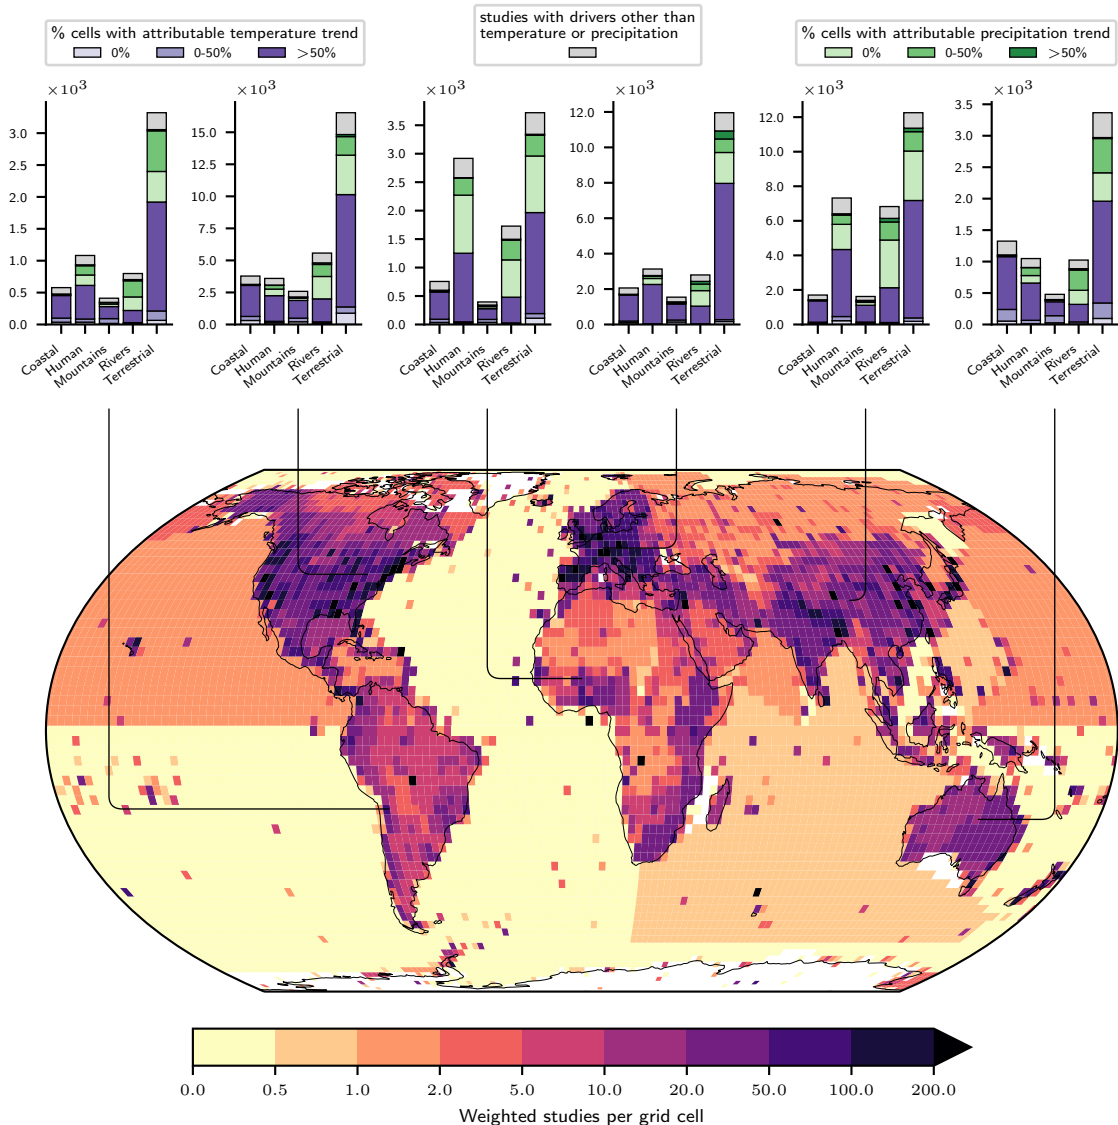 % cells with attributable temperature trend
0% 0-50% >50%
studies with drivers other than
temperature or precipitation
% cells with attributable precipitation trend
0% 0-50% >50%
×10³
3.0
2.5
2.0
1.5
1.0
0.5
0.0
Coastal
Human
Mountains
Rivers
Terrestrial
×10³
15.0
12.5
10.0
7.5
5.0
2.5
0.0
Coastal
Human
Mountains
Rivers
Terrestrial
×10³
3.5
3.0
2.5
2.0
1.5
1.0
0.5
0.0
Coastal
Human
Mountains
Rivers
Terrestrial
×10³
12.0
10.0
8.0
6.0
4.0
2.0
0.0
Coastal
Human
Mountains
Rivers
Terrestrial
×10³
12.0
10.0
8.0
6.0
4.0
2.0
0.0
Coastal
Human
Mountains
Rivers
Terrestrial
×10³
3.5
3.0
2.5
2.0
1.5
1.0
0.5
0.0
Coastal
Human
Mountains
Rivers
Terrestrial
0.0 0.5 1.0 2.0 5.0 10.0 20.0 50.0 100.0 200.0
Weighted studies per grid cell